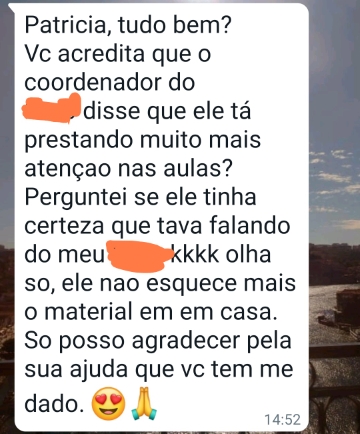 Patricia, tudo bem?
Vc acredita que o
coordenador do
disse que ele tá
prestando muito mais
atençao nas aulas?
Perguntei se ele tinha
certeza que tava falando
do meu kkkk olha
so, ele nao esquece mais
o material em em casa.
So posso agradecer pela
sua ajuda que vc tem me
dado. 😍🙏
14:52